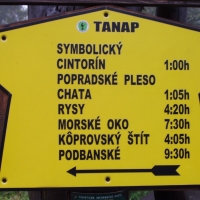 TANAP
SYMBOLICKÝ
CINTORÍN 1:00h
POPRADSKÉ PLESO
CHATA 1:05h
RYSY 4:20h
MORSKÉ OKO 7:30h
KÔPROVSKÝ ŠTÍT 4:05h
PODBANSKÉ 9:30h